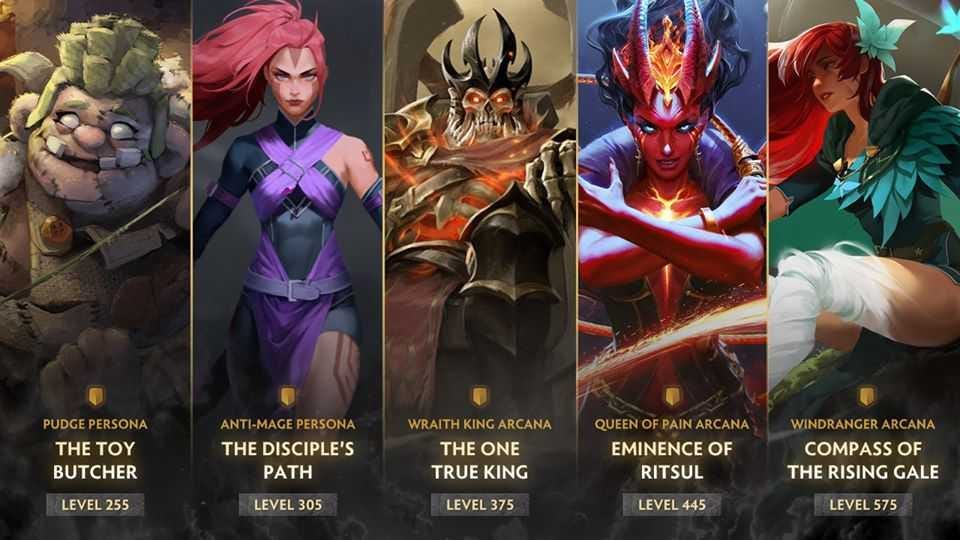 PUDGE PERSONA
THE TOY
BUTCHER
LEVEL 255
ANTI-MAGE PERSONA
THE DISCIPLE'S
PATH
LEVEL 305
WRAITH KING ARCANA
THE ONE
TRUE KING
LEVEL 375
QUEEN OF PAIN ARCANA
EMINENCE OF
RITSUL
LEVEL 445
WINDRANGER ARCANA
COMPASS OF
THE RISING GALE
LEVEL 575